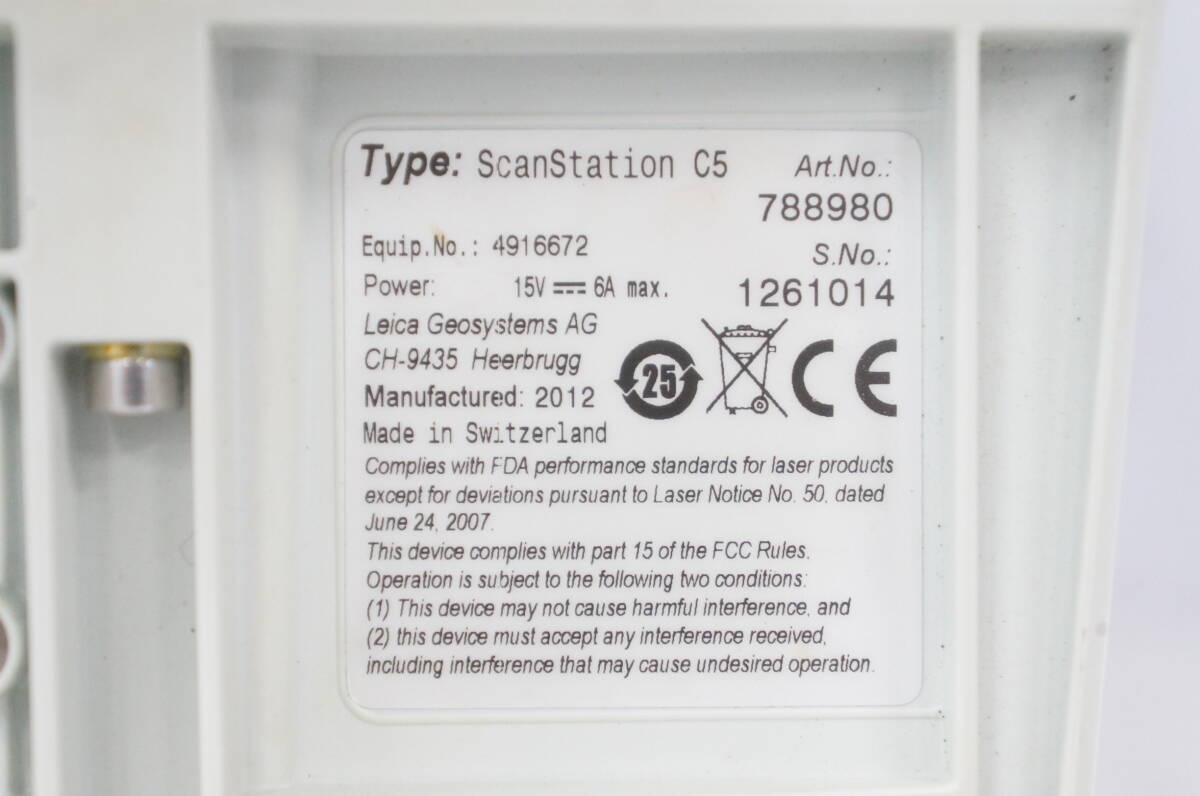 Type: ScanStation C5
Art.No.:
788980
Equip.No.: 4916672
S.No.:
1261014
Power: 15V ⎓ 6A max.
Leica Geosystems AG
CH-9435 Heerbrugg
Manufactured: 2012
25
CE
Made in Switzerland
Complies with FDA performance standards for laser products
except for deviations pursuant to Laser Notice No. 50, dated
June 24, 2007.
This device complies with part 15 of the FCC Rules.
Operation is subject to the following two conditions:
(1) This device may not cause harmful interference, and
(2) this device must accept any interference received,
including interference that may cause undesired operation.